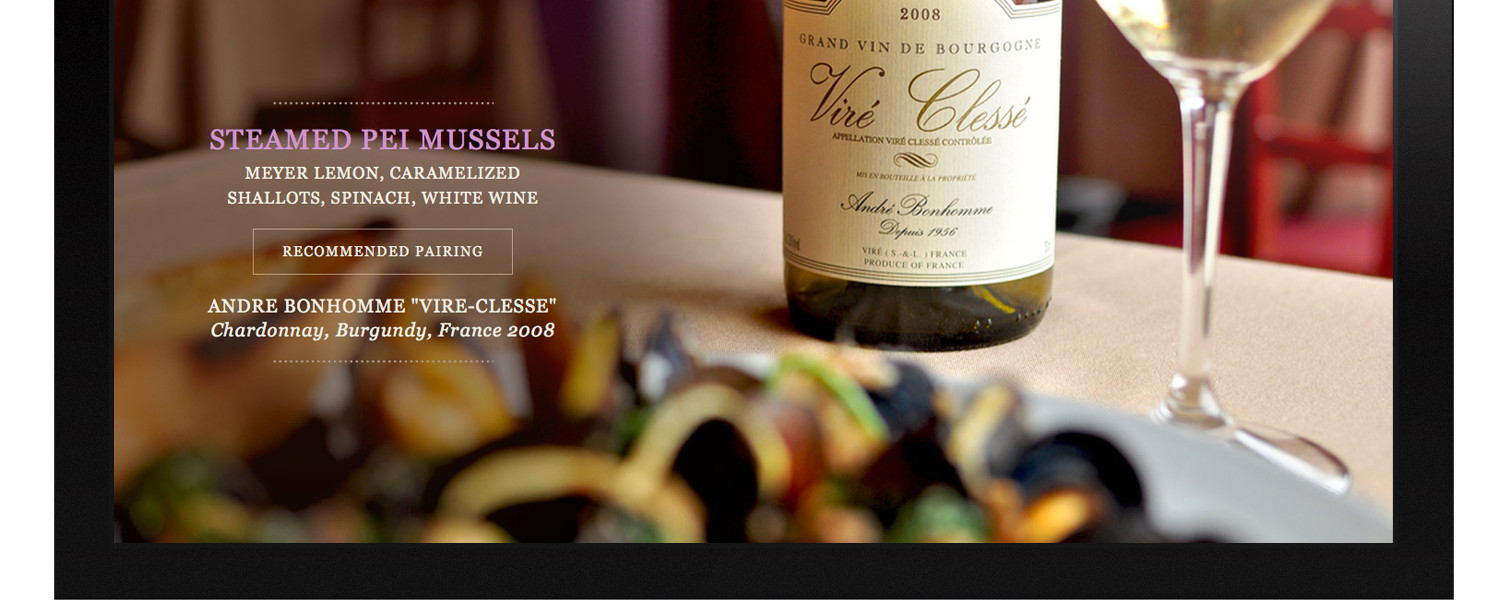 STEAMED PEI MUSSELS
MEYER LEMON, CARAMELIZED
SHALLOTS, SPINACH, WHITE WINE
RECOMMENDED PAIRING
ANDRE BONHOMME "VIRE-CLESSE"
Chardonnay, Burgundy, France 2008
2008
GRAND VIN DE BOURGOGNE
Viré Clessé
APPELLATION VIRÉ CLESSÉ CONTRÔLÉE
MIS EN BOUTEILLE À LA PROPRIÉTÉ
André Bonhomme
Depuis 1956
VIRÉ ( S.-&-L. ) FRANCE
PRODUCE OF FRANCE